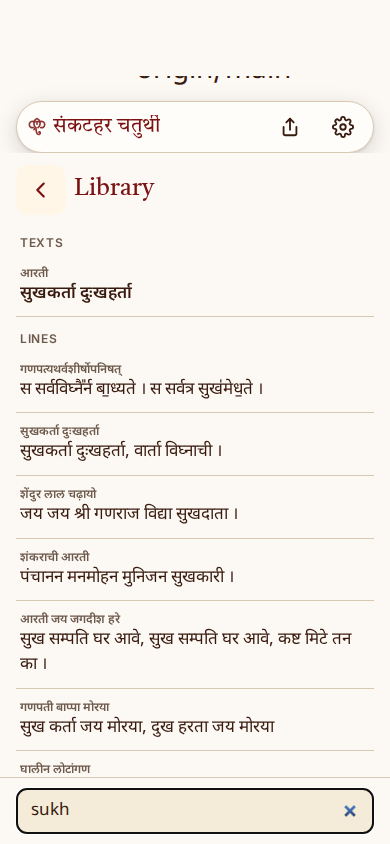 origin/main
संकटहर चतुर्थी
Library
TEXTS
आरती
सुखकर्ता दुःखहर्ता
LINES
गणपत्यथर्वशीर्षोपनिषत्
स सर्वविघ्नै᳚र्न बा॒ध्यते । स सर्वत्र सुख॑मेध॒ते ।
सुखकर्ता दुःखहर्ता
सुखकर्ता दुःखहर्ता, वार्ता विघ्नाची ।
शेंदुर लाल चढ़ायो
जय जय श्री गणराज विद्या सुखदाता ।
शंकराची आरती
पंचानन मनमोहन मुनिजन सुखकारी ।
आरती जय जगदीश हरे
सुख सम्पति घर आवे, सुख सम्पति घर आवे, कष्ट मिटे तन
का ।
गणपती बाप्पा मोरया
सुख कर्ता जय मोरया, दुख हरता जय मोरया
घालीन लोटांगण
sukh